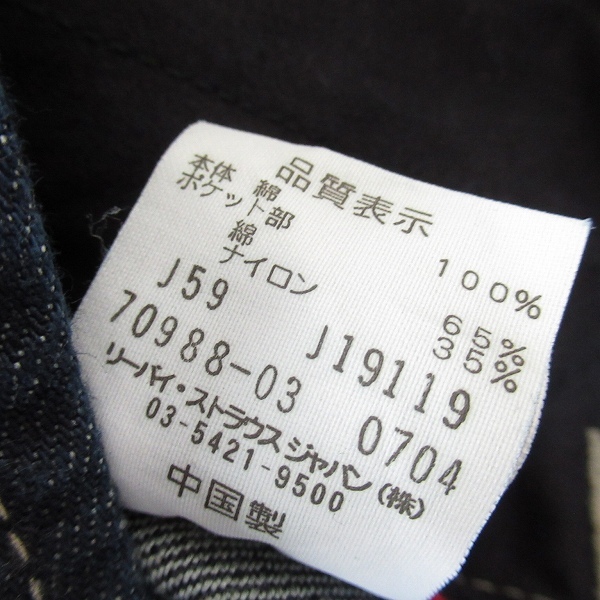 品質表示
本体 綿 100%
ポケット部
綿 65%
ナイロン 35%
J59 J19119
70988-03 0704
リーバイ・ストラウス ジャパン(株)
03-5421-9500
中国製